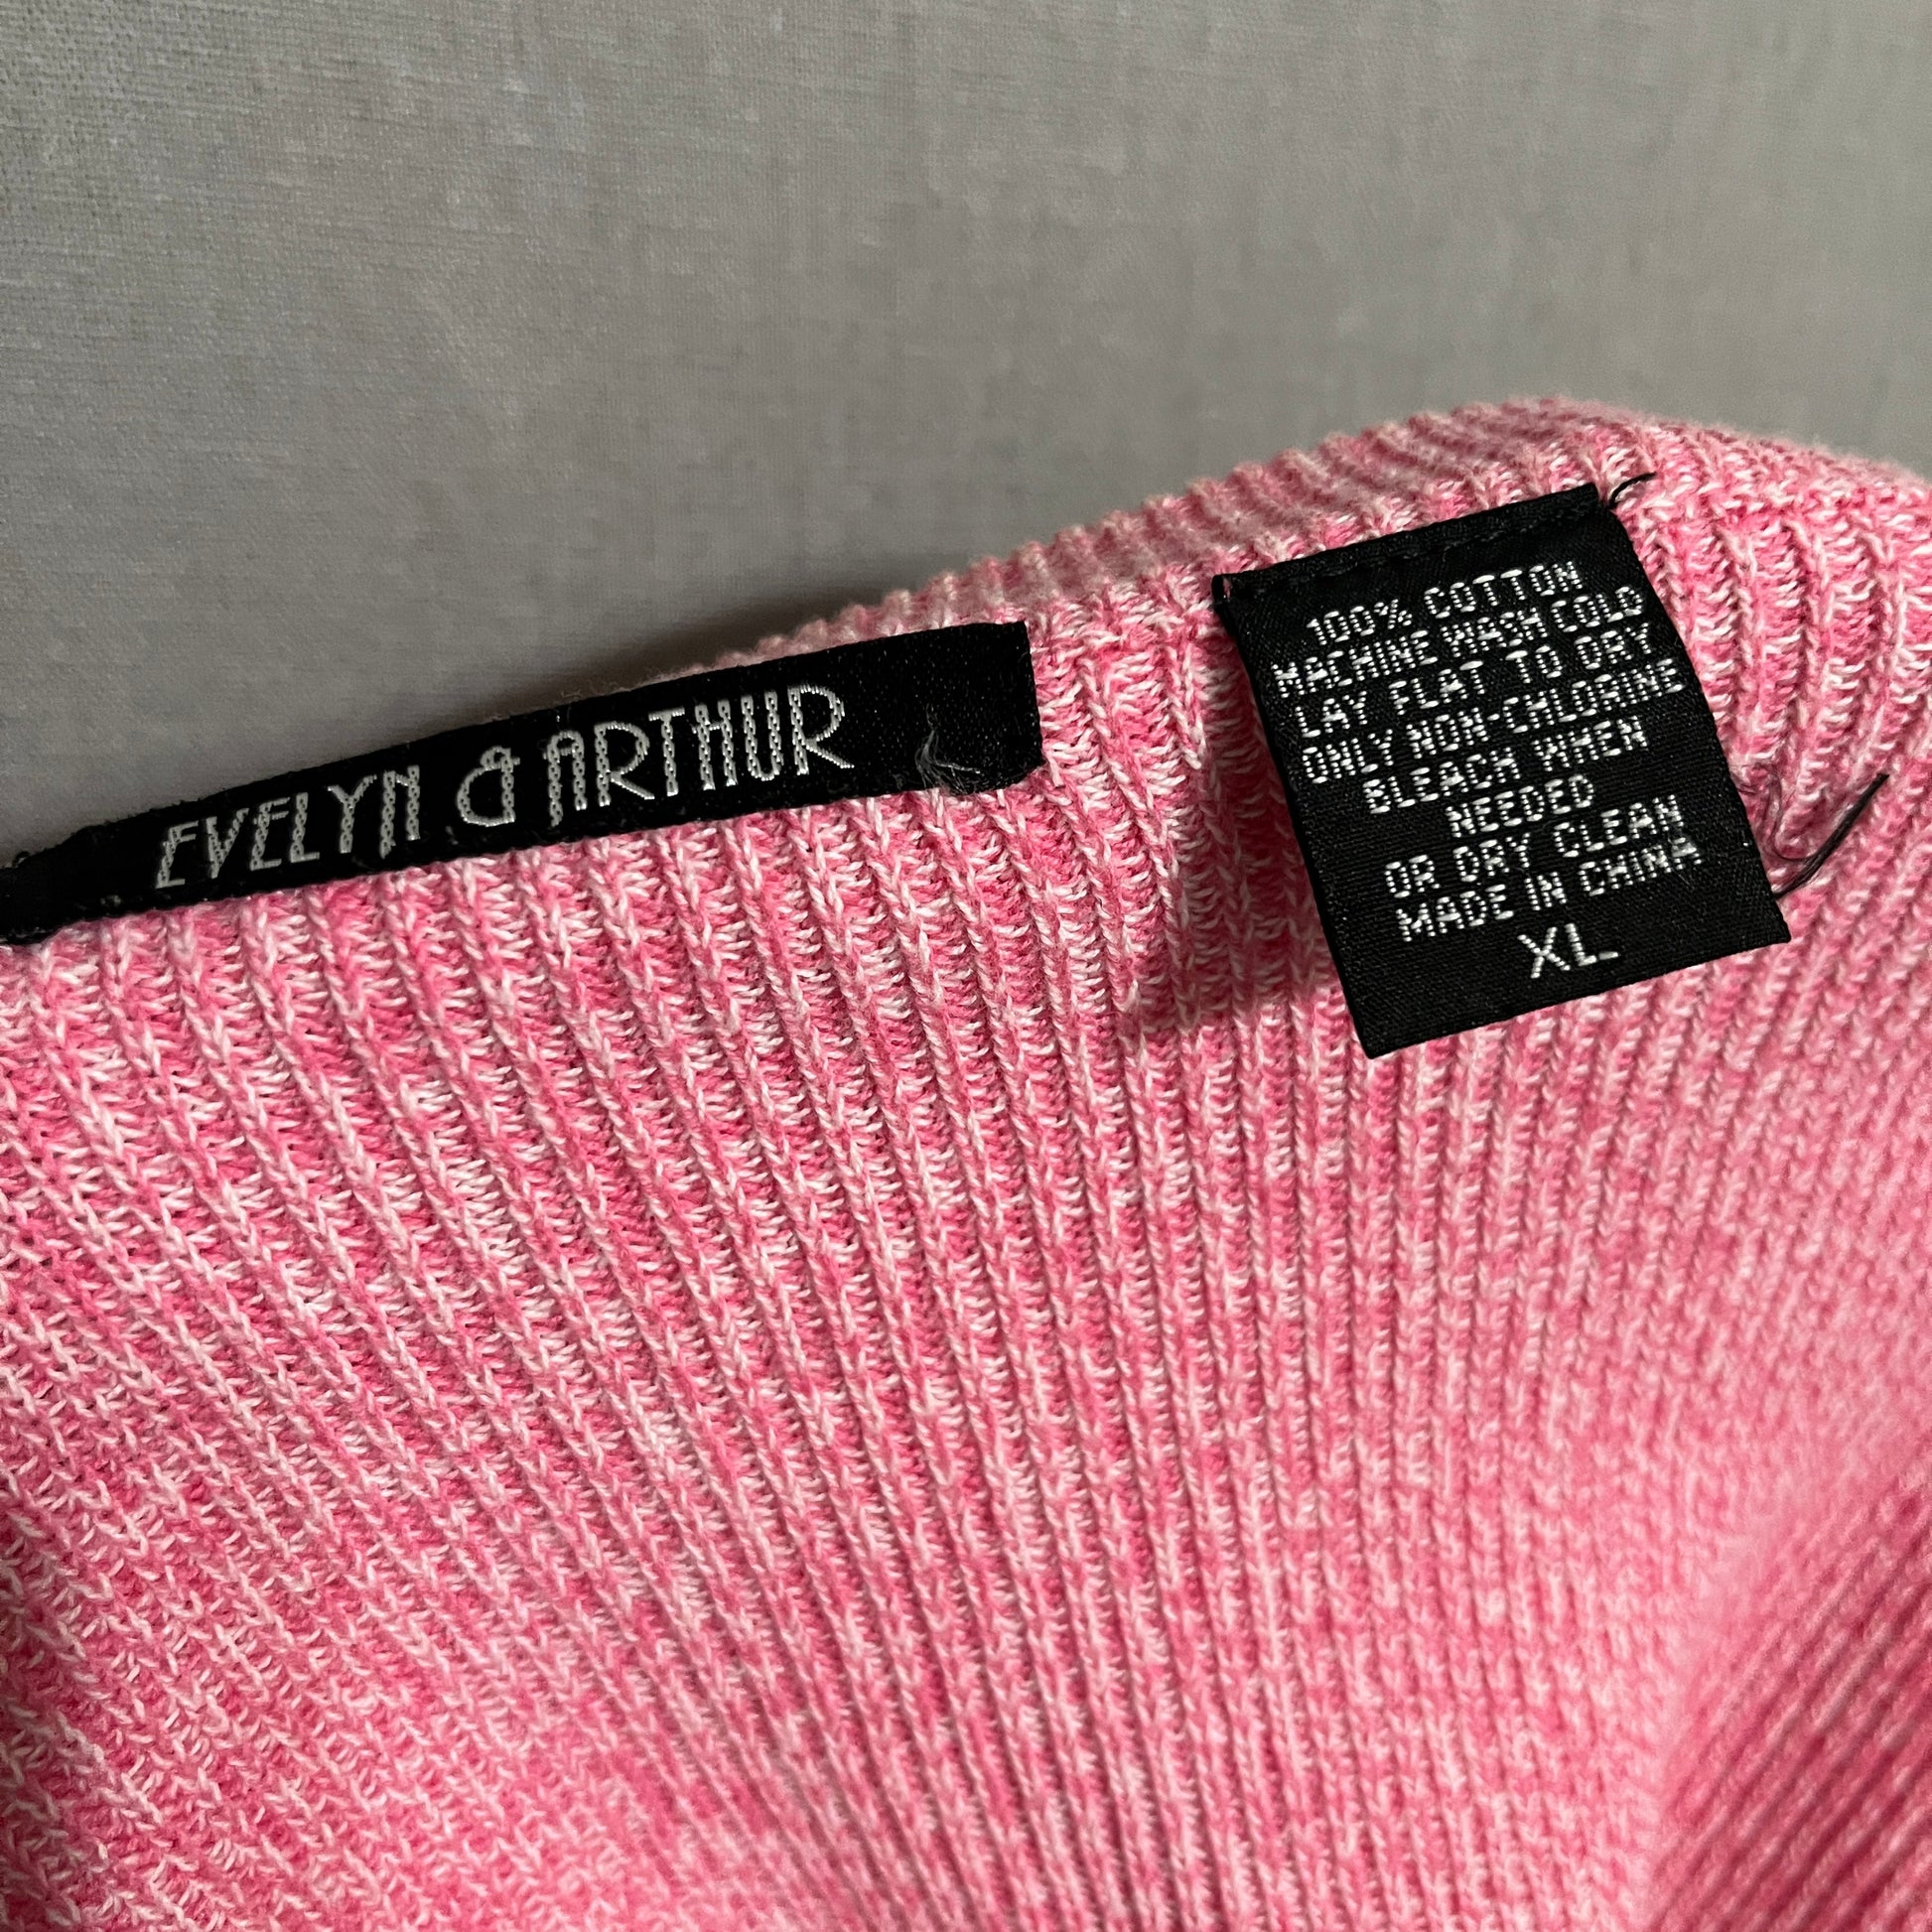 EVELYN & ARTHUR
100% COTTON
MACHINE WASH COLD
LAY FLAT TO DRY
ONLY NON-CHLORINE
BLEACH WHEN
NEEDED
OR DRY CLEAN
MADE IN CHINA
XL